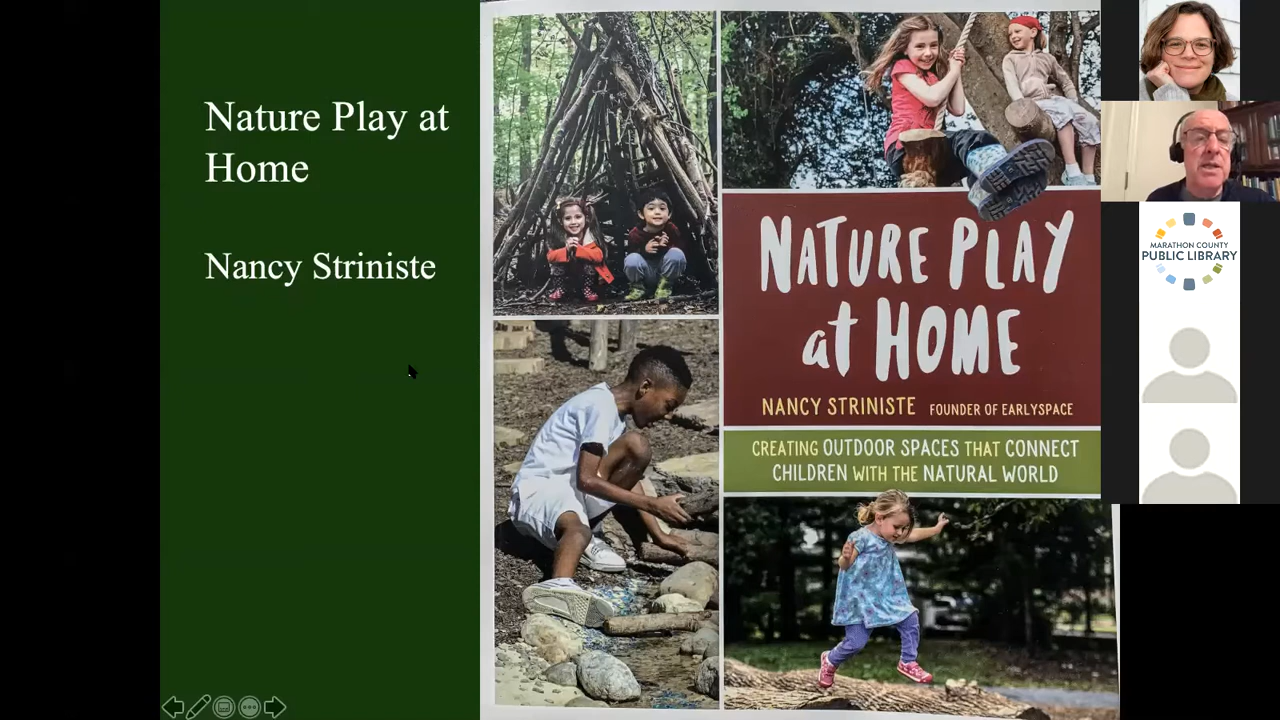 Nature Play at
Home
Nancy Striniste
NATURE PLAY
at HOME
NANCY STRINISTE FOUNDER OF EARLYSPACE
CREATING OUTDOOR SPACES THAT CONNECT
CHILDREN WITH THE NATURAL WORLD
MARATHON COUNTY
PUBLIC LIBRARY